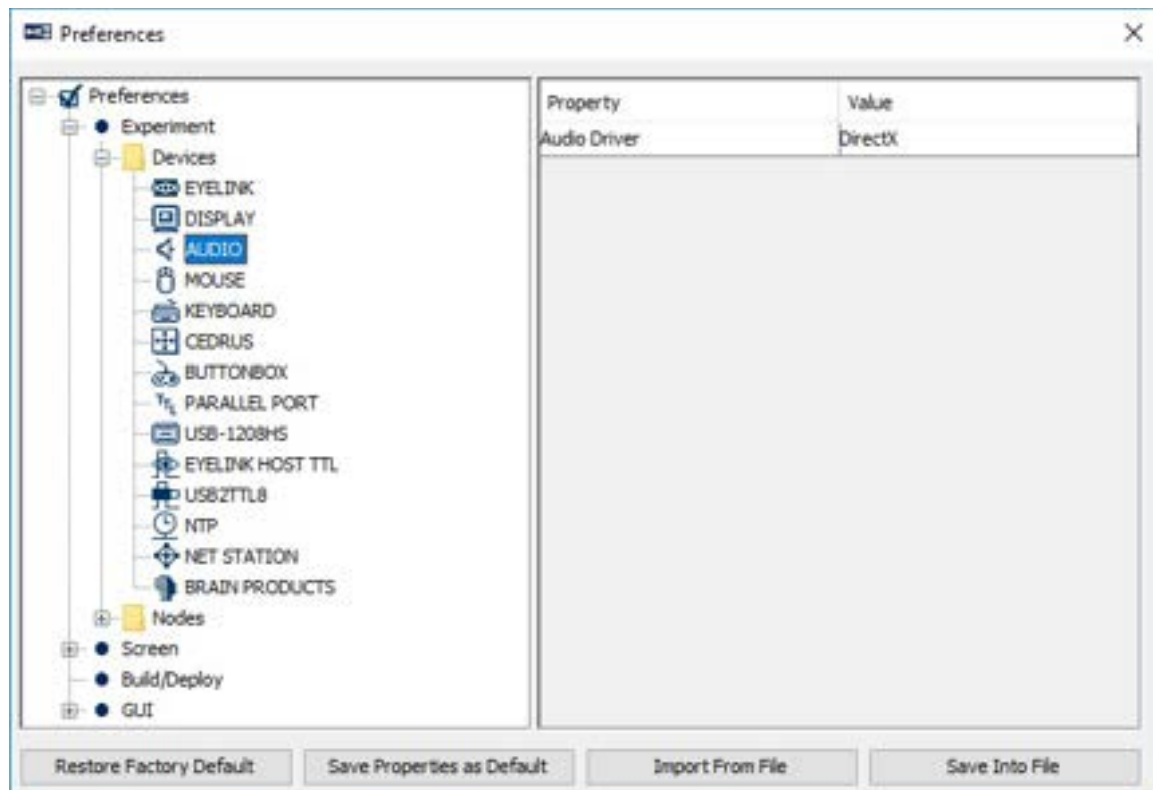 Preferences
Preferences
Experiment
Devices
EYELINK
DISPLAY
AUDIO
MOUSE
KEYBOARD
CEDRUS
BUTTONBOX
PARALLEL PORT
USB-1208HS
EYELINK HOST TTL
USB2TTL8
NTP
NET STATION
BRAIN PRODUCTS
Nodes
Screen
Build/Deploy
GUI
Property Value
Audio Driver DirectX
Restore Factory Default Save Properties as Default Import From File Save Into File